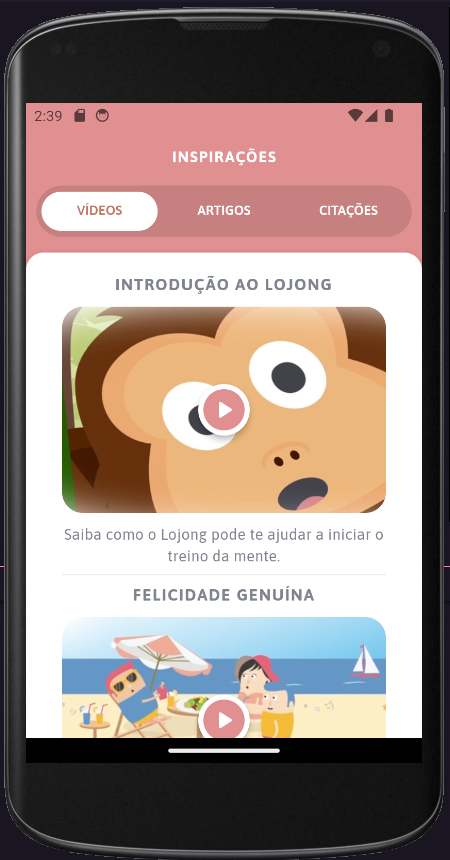 2:39
INSPIRAÇÕES
VÍDEOS ARTIGOS CITAÇÕES
INTRODUÇÃO AO LOJONG
Saiba como o Lojong pode te ajudar a iniciar o
treino da mente.
FELICIDADE GENUÍNA